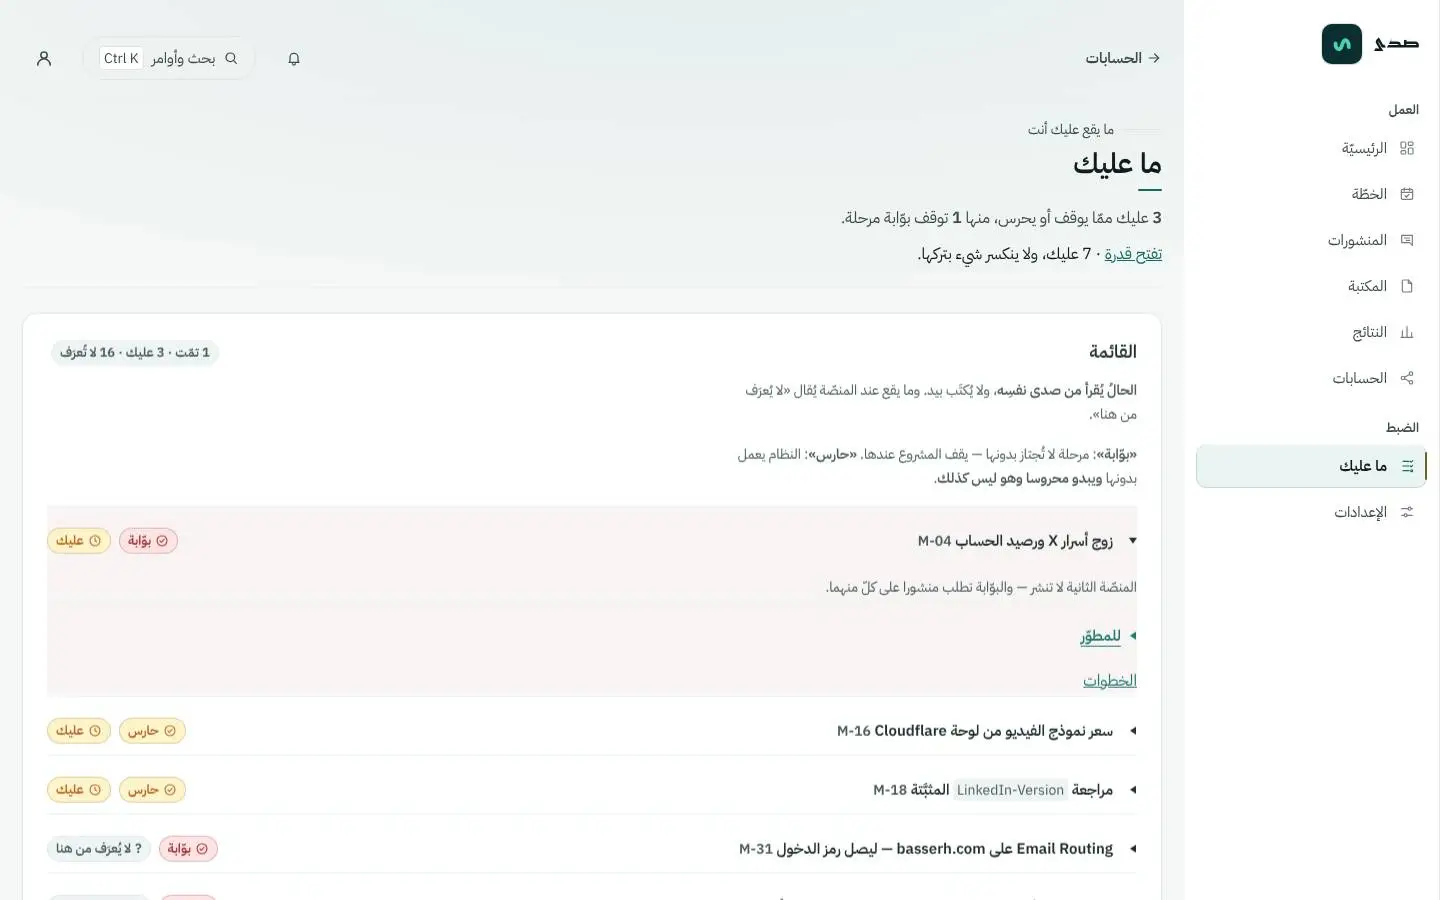 صدى
العمل
الرئيسيّة
الخطّة
المنشورات
المكتبة
النتائج
الحسابات
الضبط
ما عليك
الإعدادات
الحسابات
بحث وأوامر Ctrl K
ما يقع عليك أنت
ما عليك
3 عليك ممّا يوقف أو يحرس، منها 1 توقف بوّابة مرحلة.
تفتح قدرة · 7 عليك، ولا ينكسر شيء بتركها.
القائمة
1 تمّت · 3 عليك · 16 لا تُعرَف
الحالُ يُقرأ من صدى نفسِه، ولا يُكتَب بيد. وما يقع عند المنصّة يُقال «لا يُعرَف
من هنا».
«بوّابة»: مرحلة لا تُجتاز بدونها — يقف المشروع عندها. «حارس»: النظام يعمل
بدونها ويبدو محروسا وهو ليس كذلك.
زوج أسرار X ورصيد الحساب M-04 بوّابة عليك
المنصّة الثانية لا تنشر — والبوّابة تطلب منشورا على كلّ منهما.
للمطوّر
الخطوات
سعر نموذج الفيديو من لوحة Cloudflare M-16 حارس عليك
مراجعة LinkedIn-Version المثبَّتة M-18 حارس عليك
Email Routing على basserh.com — ليصل رمز الدخول M-31 بوّابة ? لا يُعرَف من هنا